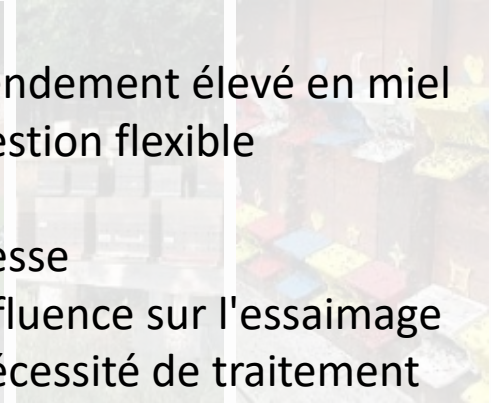 ndement élevé en miel
estion flexible
esse
fluence sur l'essaimage
écessité de traitement